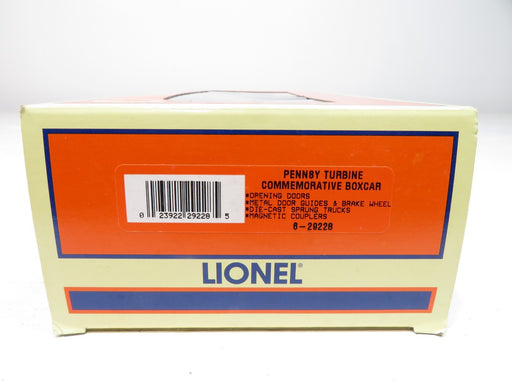 PENNSY TURBINE
COMMEMORATIVE BOXCAR
*OPENING DOORS
*METAL DOOR GUIDES & BRAKE WHEEL
*DIE-CAST SPRUNG TRUCKS
*MAGNETIC COUPLERS
6-29228
0 23922 29228 5
LIONEL®